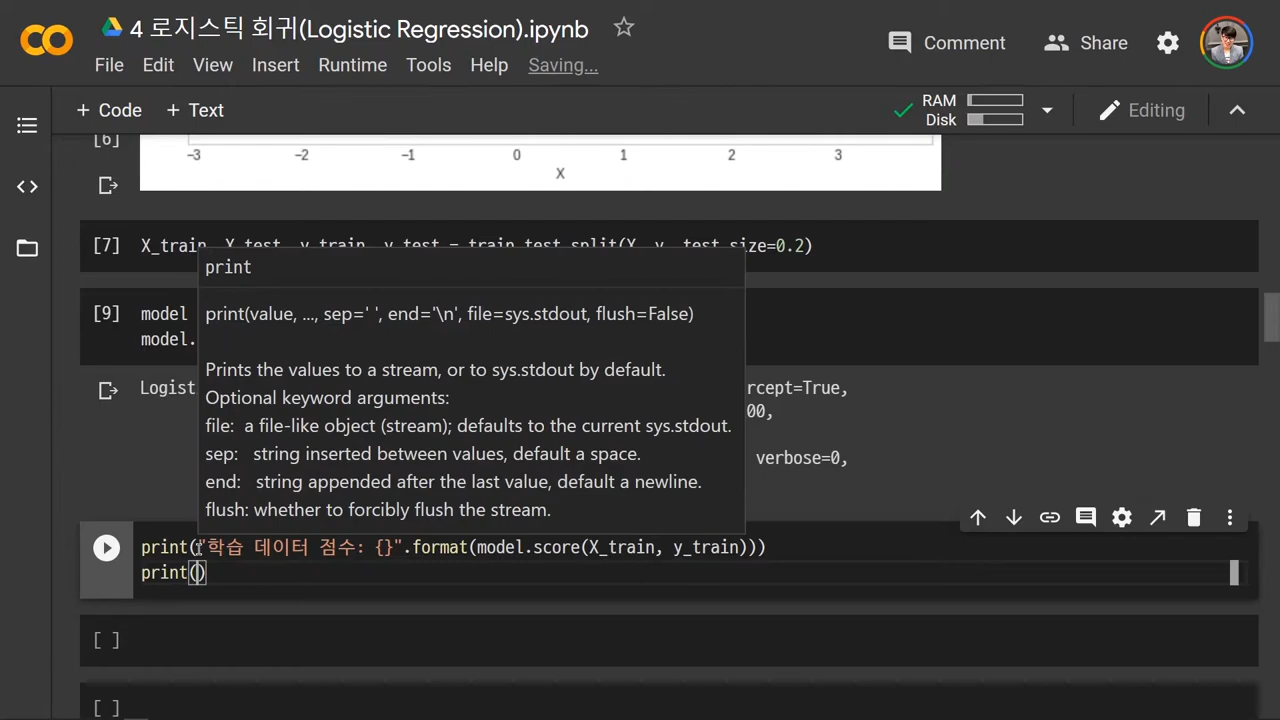 4 로지스틱 회귀(Logistic Regression).ipynb
Comment
Share
File Edit View Insert Runtime Tools Help Saving...
+ Code + Text
RAM
Disk
Editing
[6]
-3 -2 -1 0 1 2 3
X
[7] X_train, X_test, y_train, y_test = train_test_split(X, y, test_size=0.2)
print
[9] model
print(value, ..., sep=' ', end='\n', file=sys.stdout, flush=False)
model.
Prints the values to a stream, or to sys.stdout by default.
Logist rcept=True,
Optional keyword arguments:
00,
file: a file-like object (stream); defaults to the current sys.stdout.
sep: string inserted between values, default a space.
verbose=0,
end: string appended after the last value, default a newline.
flush: whether to forcibly flush the stream.
print("학습 데이터 점수: {}".format(model.score(X_train, y_train)))
print()
[ ]
[ ]